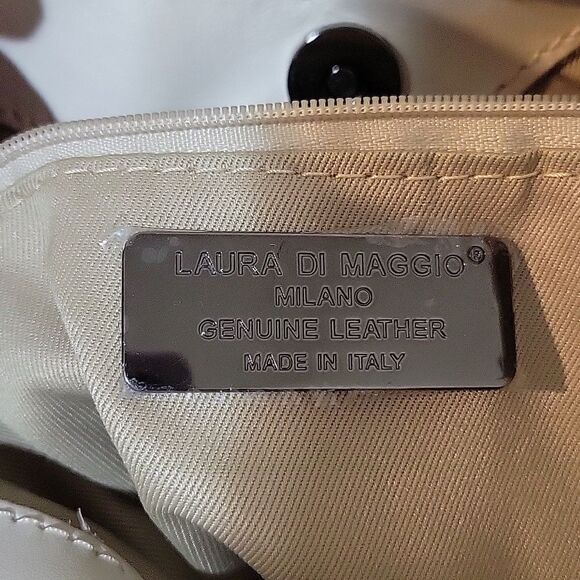 LAURA DI MAGGIO®
MILANO
GENUINE LEATHER
MADE IN ITALY